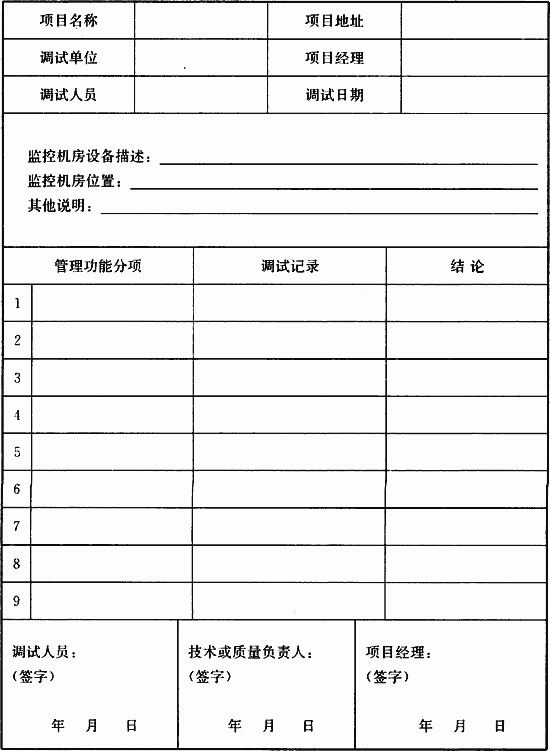 项目名称 项目地址
调试单位 项目经理
调试人员 调试日期
监控机房设备描述:
监控机房位置:
其他说明:
管理功能分项 调试记录 结 论
1
2
3
4
5
6
7
8
9
调试人员: 技术或质量负责人: 项目经理:
(签字) (签字) (签字)
年 月 日 年 月 日 年 月 日